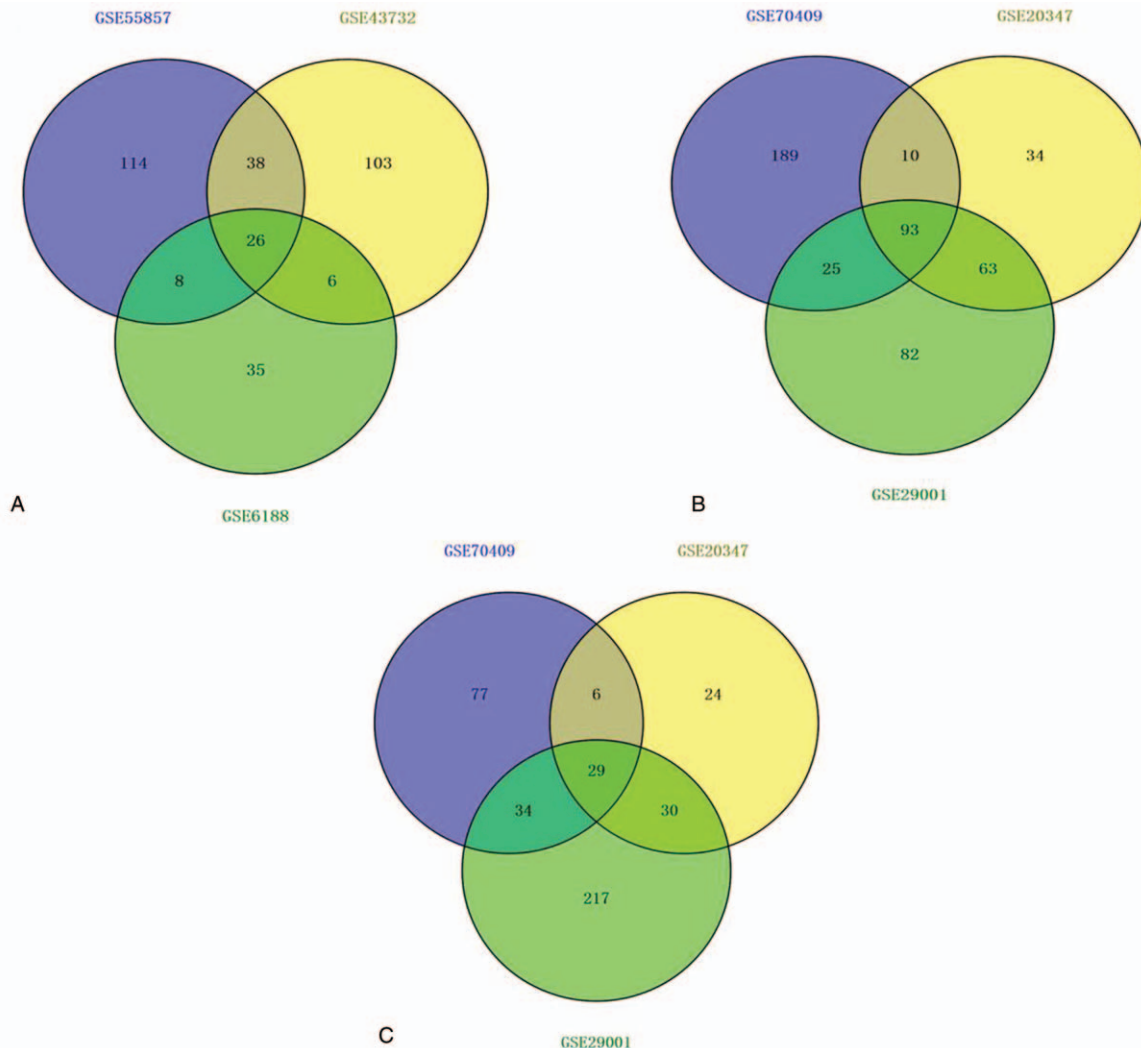 GSE55857 GSE43732
114 38 103
26
8 6
35
A
GSE6188
GSE70409 GSE20347
189 10 34
93
25 63
82
B
GSE29001
GSE70409 GSE20347
77 6 24
29
34 30
217
C
GSE29001